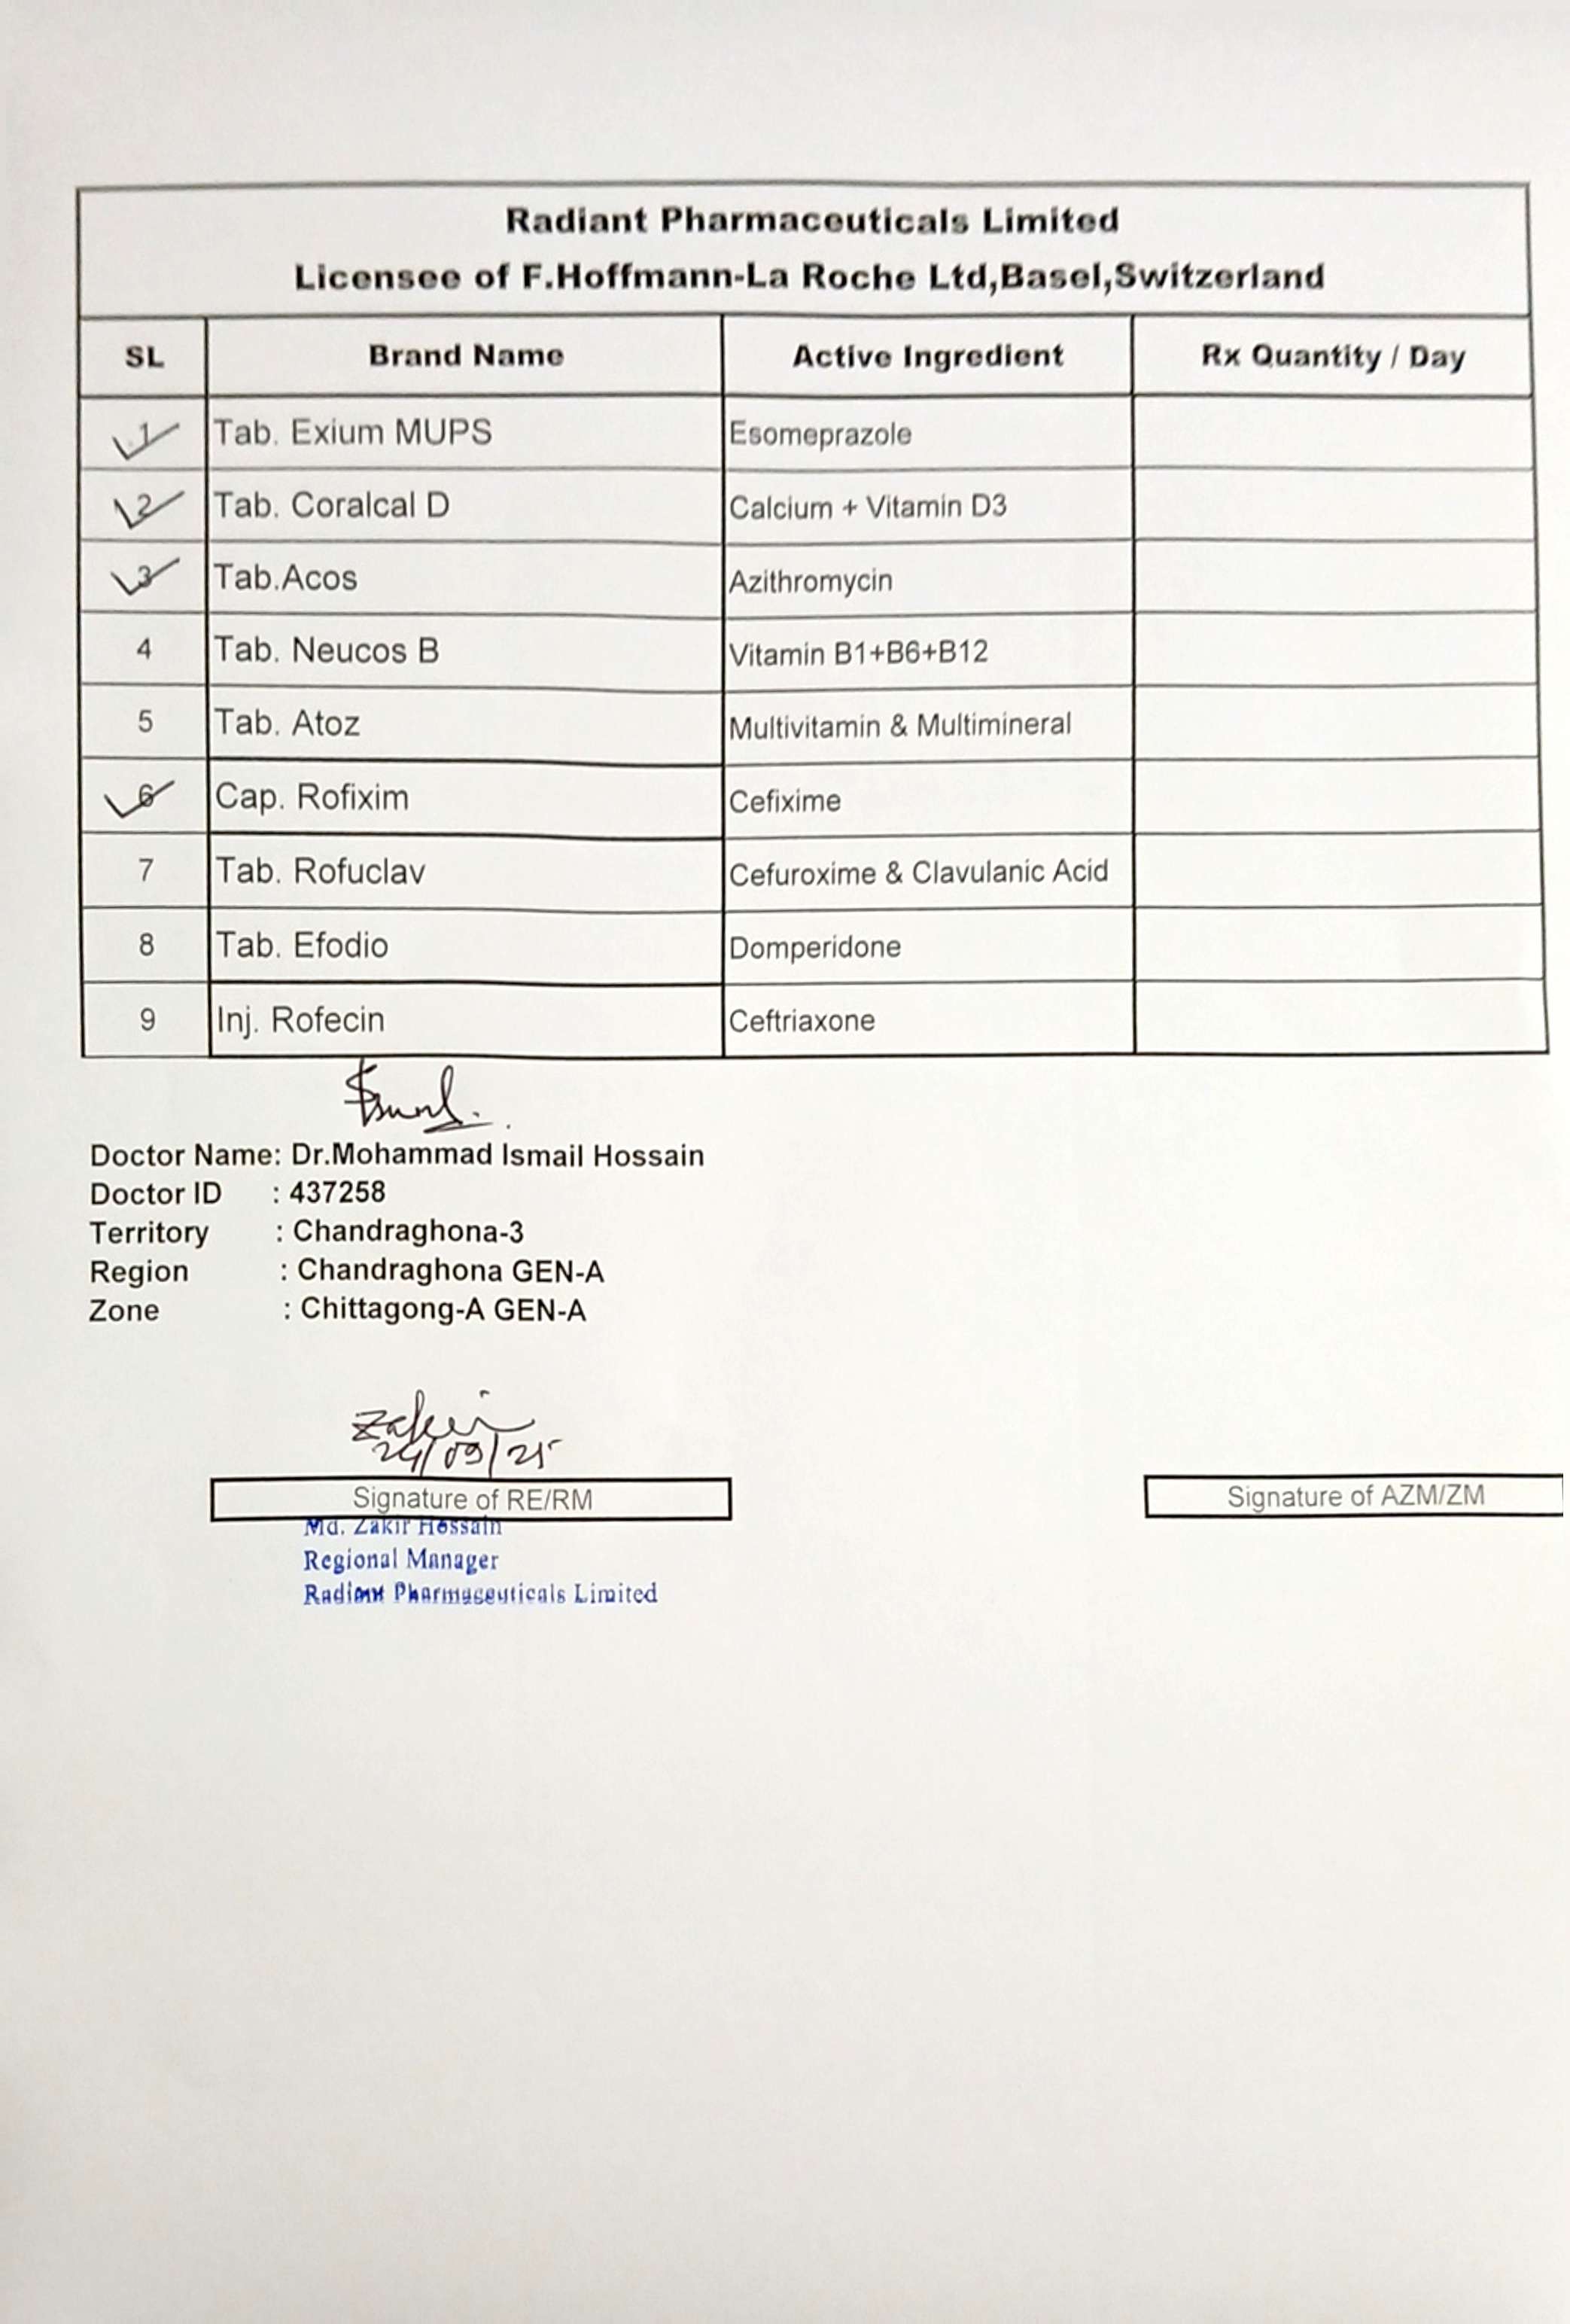 Radiant Pharmaceuticals Limited
Licensee of F.Hoffmann-La Roche Ltd,Basel,Switzerland
SL Brand Name Active Ingredient Rx Quantity / Day
1 Tab. Exium MUPS Esomeprazole
2 Tab. Coralcal D Calcium + Vitamin D3
3 Tab.Acos Azithromycin
4 Tab. Neucos B Vitamin B1+B6+B12
5 Tab. Atoz Multivitamin & Multimineral
6 Cap. Rofixim Cefixime
7 Tab. Rofuclav Cefuroxime & Clavulanic Acid
8 Tab. Efodio Domperidone
9 Inj. Rofecin Ceftriaxone
Doctor Name: Dr.Mohammad Ismail Hossain
Doctor ID : 437258
Territory : Chandraghona-3
Region : Chandraghona GEN-A
Zone : Chittagong-A GEN-A
Zakir
24/09/25
Signature of RE/RM Signature of AZM/ZM
Md. Zakir Hossain
Regional Manager
Radiant Pharmaceuticals Limited